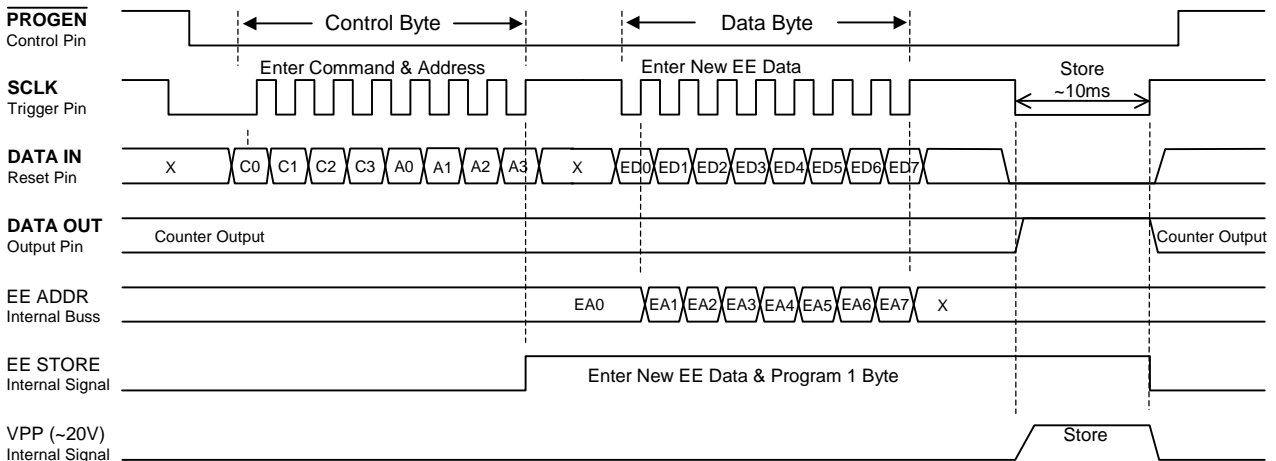 PROGEN
Control Pin
Control Byte
Data Byte
Enter Command & Address
Enter New EE Data
Store
~10ms
SCLK
Trigger Pin
DATA IN
Reset Pin
X C0 C1 C2 C3 A0 A1 A2 A3 X ED0 ED1 ED2 ED3 ED4 ED5 ED6 ED7
DATA OUT
Output Pin
Counter Output
Counter Output
EE ADDR
Internal Buss
EA0 EA1 EA2 EA3 EA4 EA5 EA6 EA7 X
EE STORE
Internal Signal
Enter New EE Data & Program 1 Byte
VPP (~20V)
Internal Signal
Store